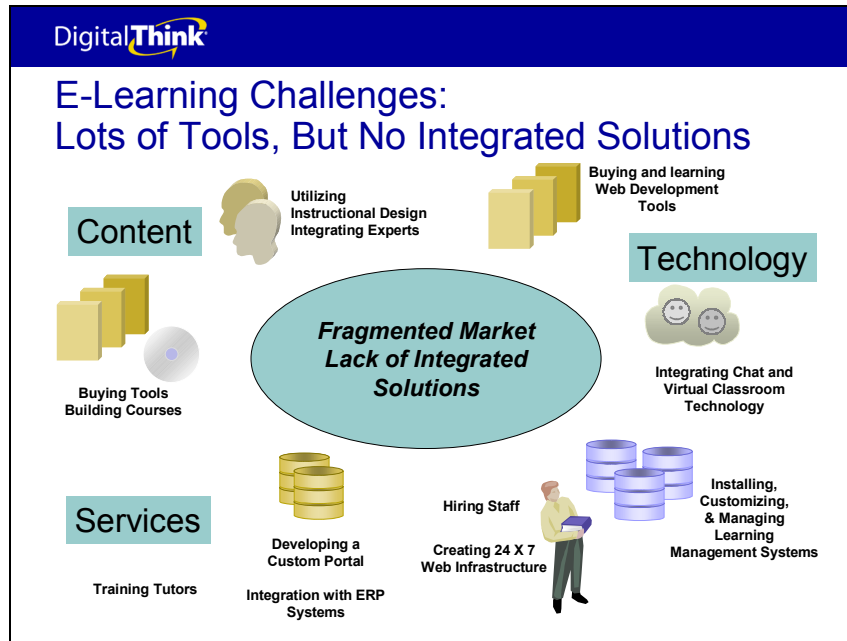 DigitalThink
E-Learning Challenges:
Lots of Tools, But No Integrated Solutions
Content
Utilizing
Instructional Design
Integrating Experts
Buying and learning
Web Development
Tools
Technology
Buying Tools
Building Courses
Fragmented Market
Lack of Integrated
Solutions
Integrating Chat and
Virtual Classroom
Technology
Services
Training Tutors
Developing a
Custom Portal
Integration with ERP
Systems
Hiring Staff
Creating 24 X 7
Web Infrastructure
Installing,
Customizing,
& Managing
Learning
Management Systems